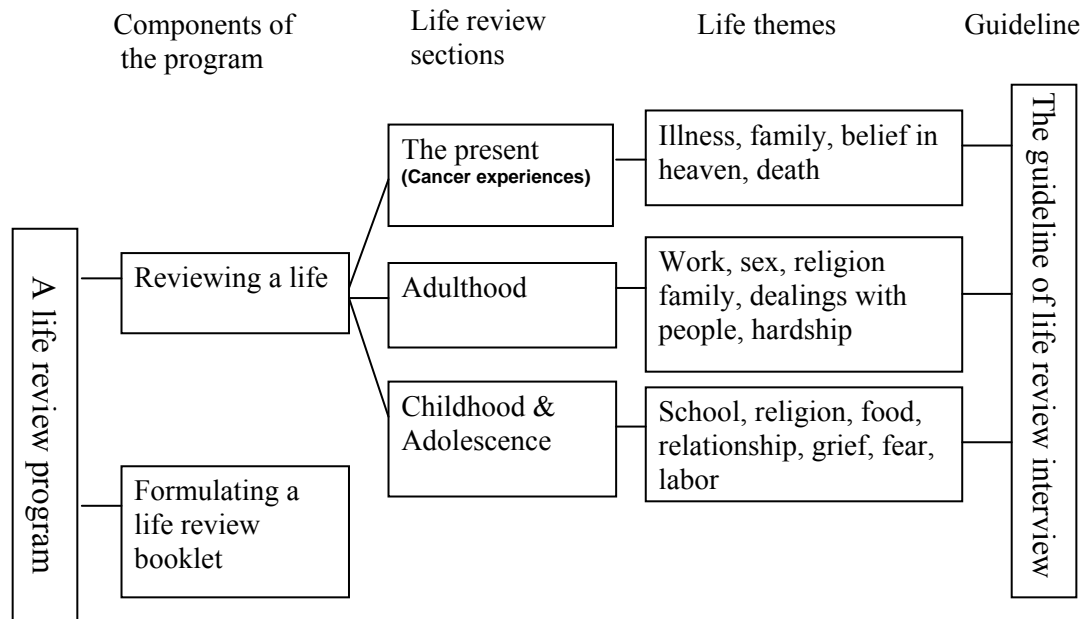 Components of
the program
Life review
sections
Life themes
Guideline
A life review program
Reviewing a life
Formulating a
life review
booklet
The present
(Cancer experiences)
Adulthood
Childhood &
Adolescence
Illness, family, belief in
heaven, death
Work, sex, religion
family, dealings with
people, hardship
School, religion, food,
relationship, grief, fear,
labor
The guideline of life review interview